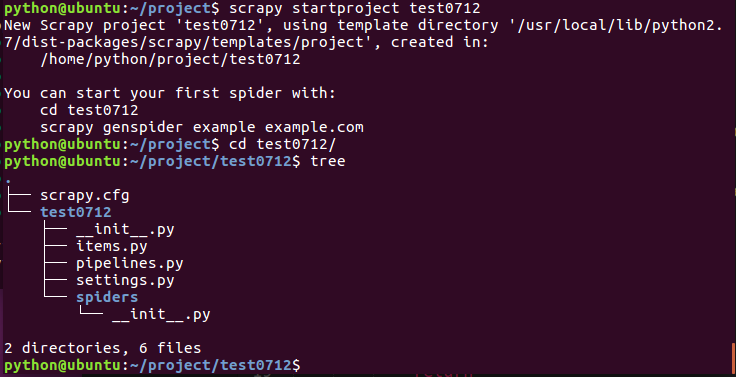 python@ubuntu:~/project$ scrapy startproject test0712
New Scrapy project 'test0712', using template directory '/usr/local/lib/python2.
7/dist-packages/scrapy/templates/project', created in:
    /home/python/project/test0712

You can start your first spider with:
    cd test0712
    scrapy genspider example example.com
python@ubuntu:~/project$ cd test0712/
python@ubuntu:~/project/test0712$ tree
.
├── scrapy.cfg
└── test0712
    ├── __init__.py
    ├── items.py
    ├── pipelines.py
    ├── settings.py
    └── spiders
        └── __init__.py

2 directories, 6 files
python@ubuntu:~/project/test0712$